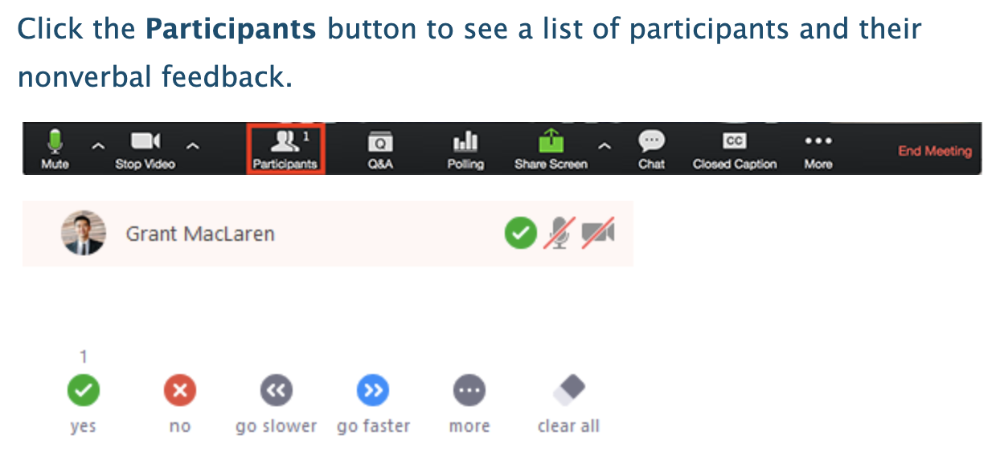 Click the Participants button to see a list of participants and their
nonverbal feedback.
1
Mute Stop Video Participants Q&A Polling Share Screen Chat CC Closed Caption More End Meeting
Grant MacLaren
1
yes no go slower go faster more clear all